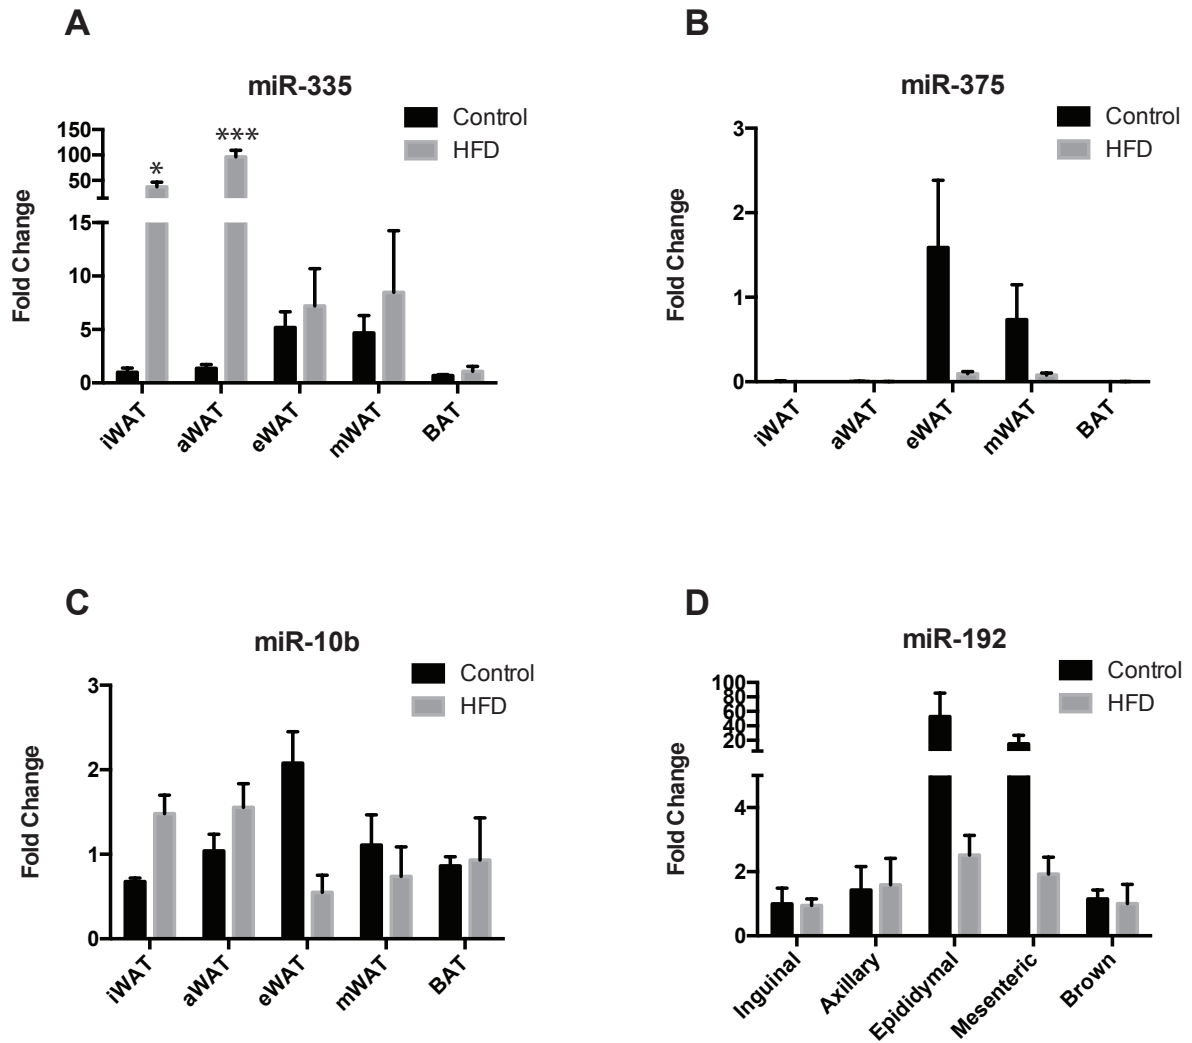 A
miR-335
Control
HFD
***
*
Fold Change
150
100
50
15
10
5
0
iWAT
aWAT
eWAT
mWAT
BAT
B
miR-375
Control
HFD
Fold Change
3
2
1
0
iWAT
aWAT
eWAT
mWAT
BAT
C
miR-10b
Control
HFD
Fold Change
3
2
1
0
iWAT
aWAT
eWAT
mWAT
BAT
D
miR-192
Control
HFD
Fold Change
100
80
60
40
20
4
2
0
Inguinal
Axillary
Epididymal
Mesenteric
Brown